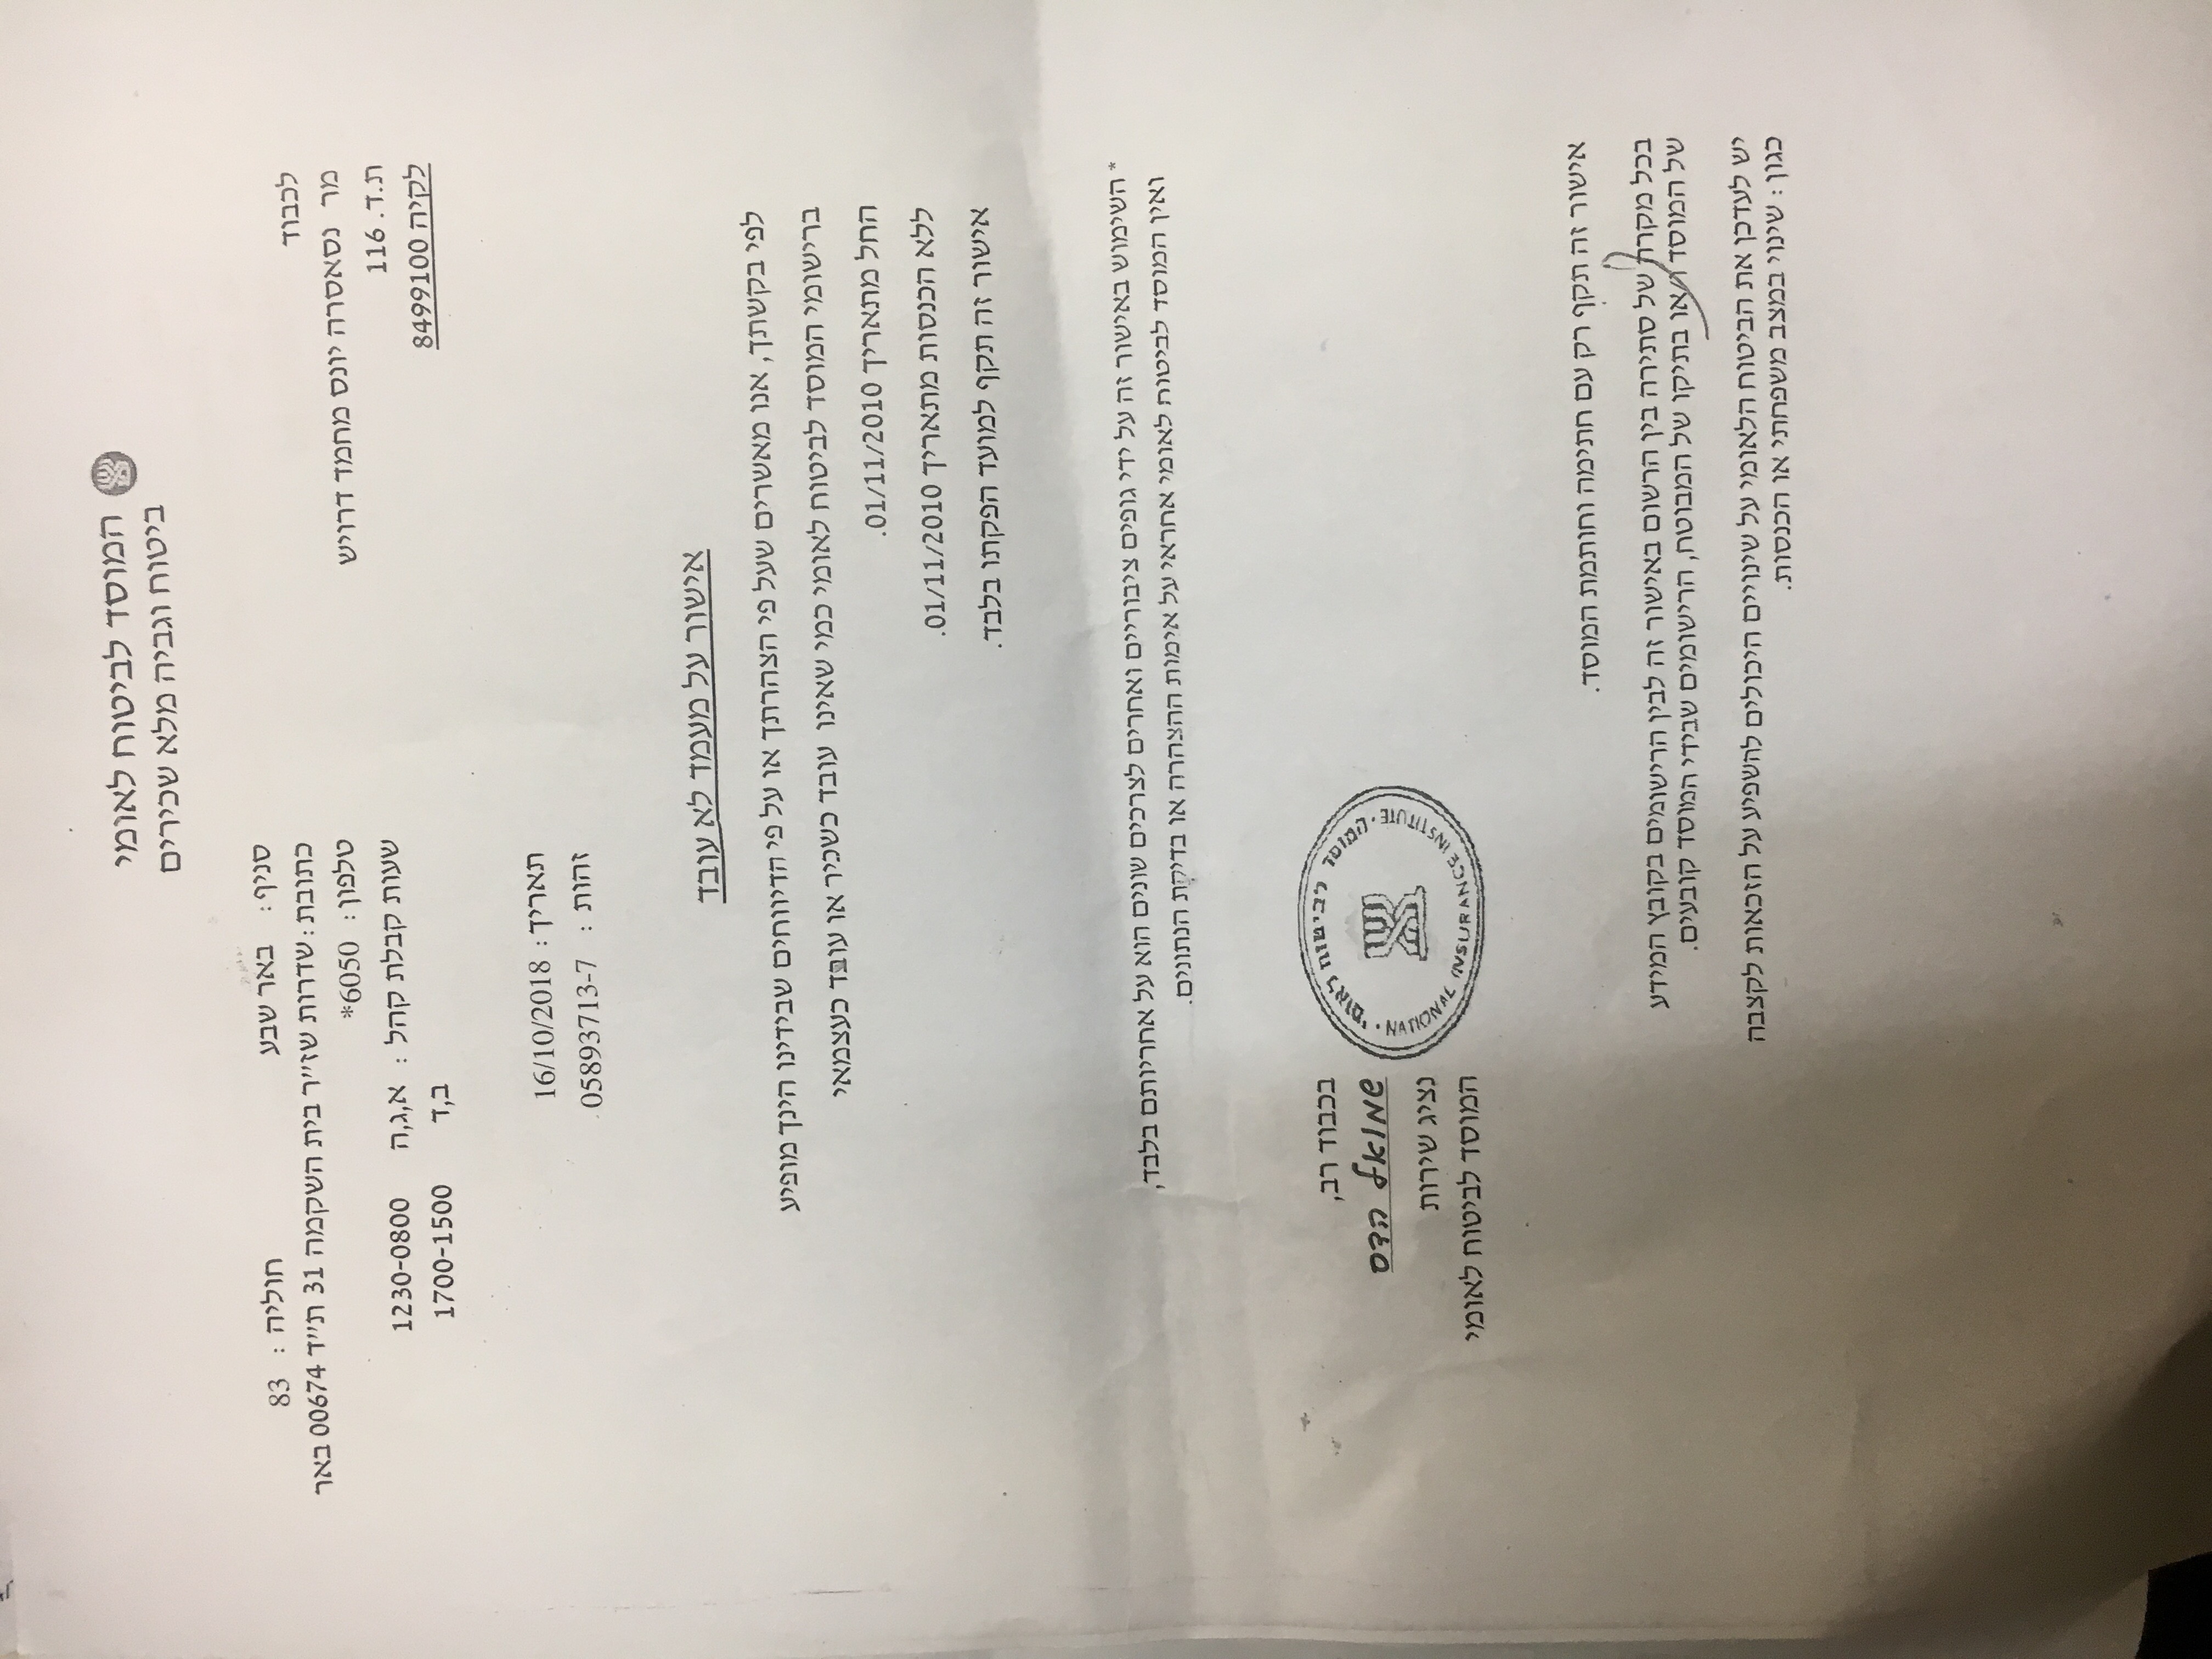 המוסד לביטוח לאומי
ביטוח וגביה מלא שכירים
לכבוד
מר נסאסרה יונס מחמד דרויש
ת.ד. 116
לקיה 8499100
סניף: באר שבע חוליה: 83
כתובת: שדרות שז״ר בית השקמה 31 ת״ד 00674 באר
טלפון: 6050*
שעות קבלת קהל: א,ג,ה 1230-0800
ב,ד 1700-1500
תאריך: 16/10/2018
זהות: 05893713-7
אישור על מעמד לא עובד
לפי בקשתך, אנו מאשרים שעל פי הצהרתך או על פי הדיווחים שבידינו הינך מופיע
ברישומי המוסד לביטוח לאומי כמי שאינו עובד כשכיר או עובד כעצמאי
החל מתאריך 01/11/2010.
ללא הכנסות מתאריך 01/11/2010.
אישור זה תקף למועד הפקתו בלבד.
* השימוש באישור זה על ידי גופים ציבוריים ואחרים לצרכים שונים הוא על אחריותם בלבד,
ואין המוסד לביטוח לאומי אחראי על אימות ההצהרה או בדיקת הנתונים.
המוסד לביטוח לאומי
NATIONAL INSURANCE INSTITUTE
בכבוד רב,
שמואל הדס
נציג שירות
המוסד לביטוח לאומי
אישור זה תקף רק עם חתימה וחותמת המוסד.
בכל מקרה של סתירה בין הרשום באישור זה לבין הרישומים בקובץ המידע
של המוסד ו/או בתיקו של המבוטח, הרישומים שבידי המוסד קובעים.
יש לעדכן את הביטוח הלאומי על שינויים היכולים להשפיע על הזכאות לקצבה
כגון: שינוי במצב משפחתי או הכנסות.